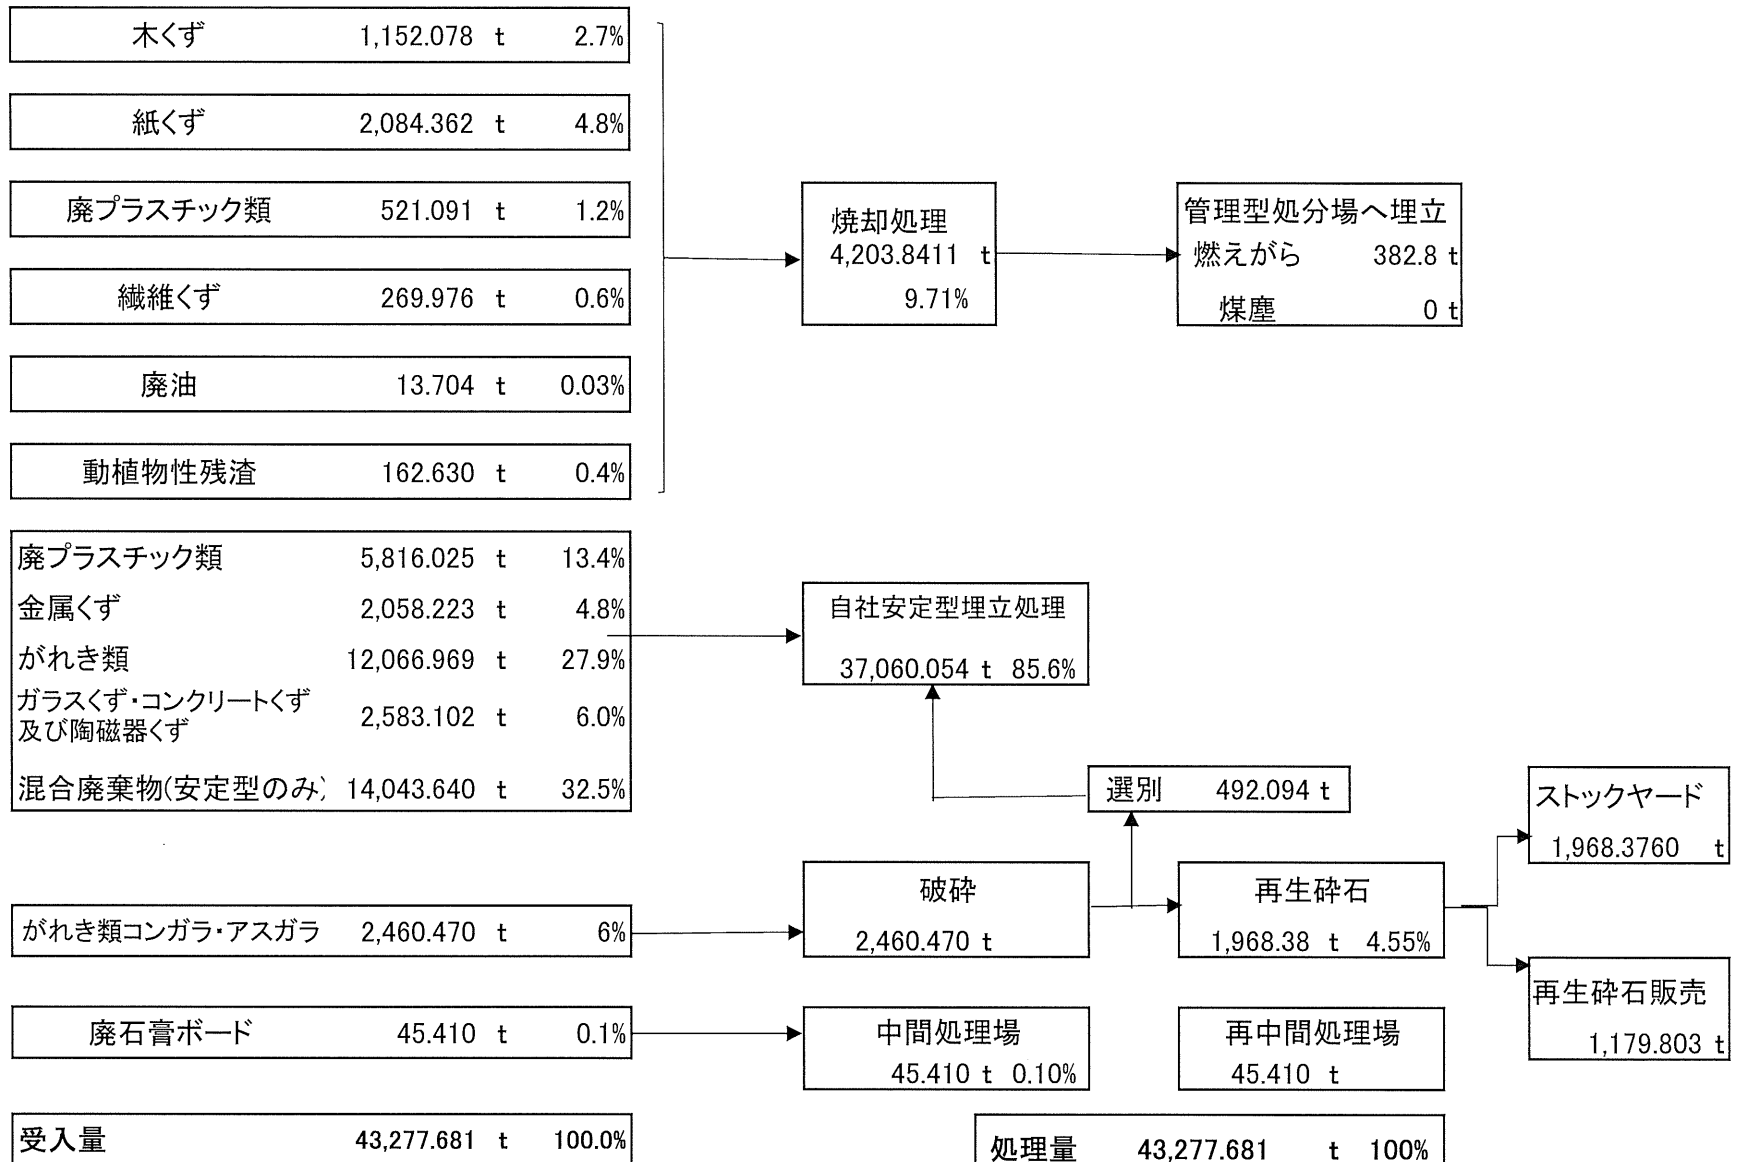 木くず 1,152.078 t 2.7%
紙くず 2,084.362 t 4.8%
廃プラスチック類 521.091 t 1.2%
繊維くず 269.976 t 0.6%
廃油 13.704 t 0.03%
動植物性残渣 162.630 t 0.4%
焼却処理
4,203.8411 t
9.71%
管理型処分場へ埋立
燃えがら 382.8 t
煤塵 0 t
廃プラスチック類 5,816.025 t 13.4%
金属くず 2,058.223 t 4.8%
がれき類 12,066.969 t 27.9%
ガラスくず・コンクリートくず
及び陶磁器くず 2,583.102 t 6.0%
混合廃棄物(安定型のみ) 14,043.640 t 32.5%
自社安定型埋立処理
37,060.054 t 85.6%
選別 492.094 t
がれき類コンガラ・アスガラ 2,460.470 t 6%
破砕
2,460.470 t
再生砕石
1,968.38 t 4.55%
ストックヤード
1,968.3760 t
再生砕石販売
1,179.803 t
廃石膏ボード 45.410 t 0.1%
中間処理場
45.410 t 0.10%
再中間処理場
45.410 t
受入量 43,277.681 t 100.0%
処理量 43,277.681 t 100%